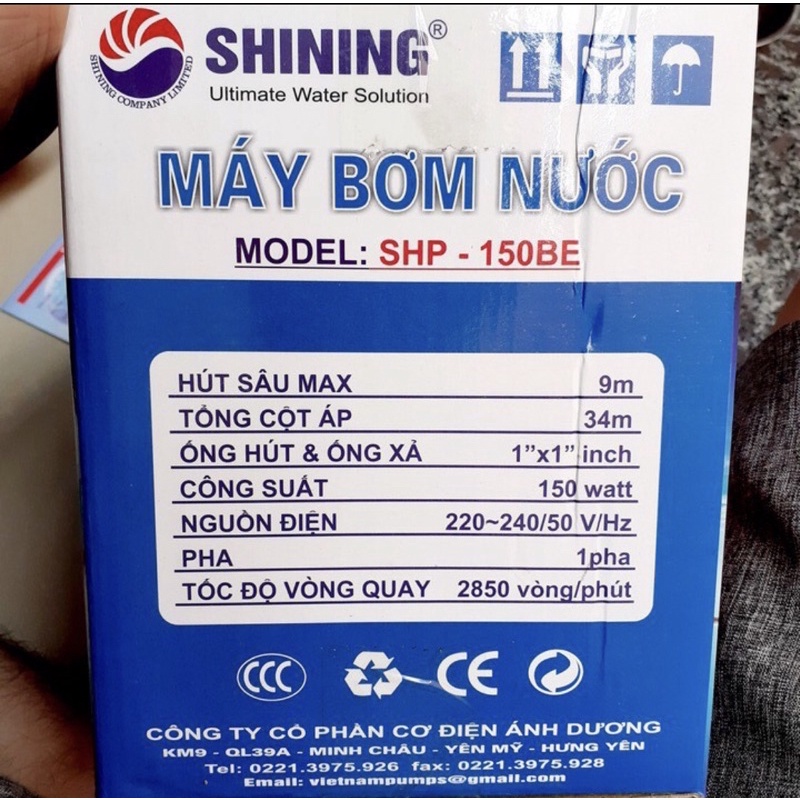 SHINING®
SHINING COMPANY LIMITED
Ultimate Water Solution
MÁY BƠM NƯỚC
MODEL: SHP - 150BE
HÚT SÂU MAX 9m
TỔNG CỘT ÁP 34m
ỐNG HÚT & ỐNG XẢ 1”x1” inch
CÔNG SUẤT 150 watt
NGUỒN ĐIỆN 220~240/50 V/Hz
PHA 1pha
TỐC ĐỘ VÒNG QUAY 2850 vòng/phút
CCC CE
CÔNG TY CỔ PHẦN CƠ ĐIỆN ÁNH DƯƠNG
KM9 - QL39A - MINH CHÂU - YÊN MỸ - HƯNG YÊN
Tel: 0221.3975.926 fax: 0221.3975.928
Email: vietnampumps@gmail.com